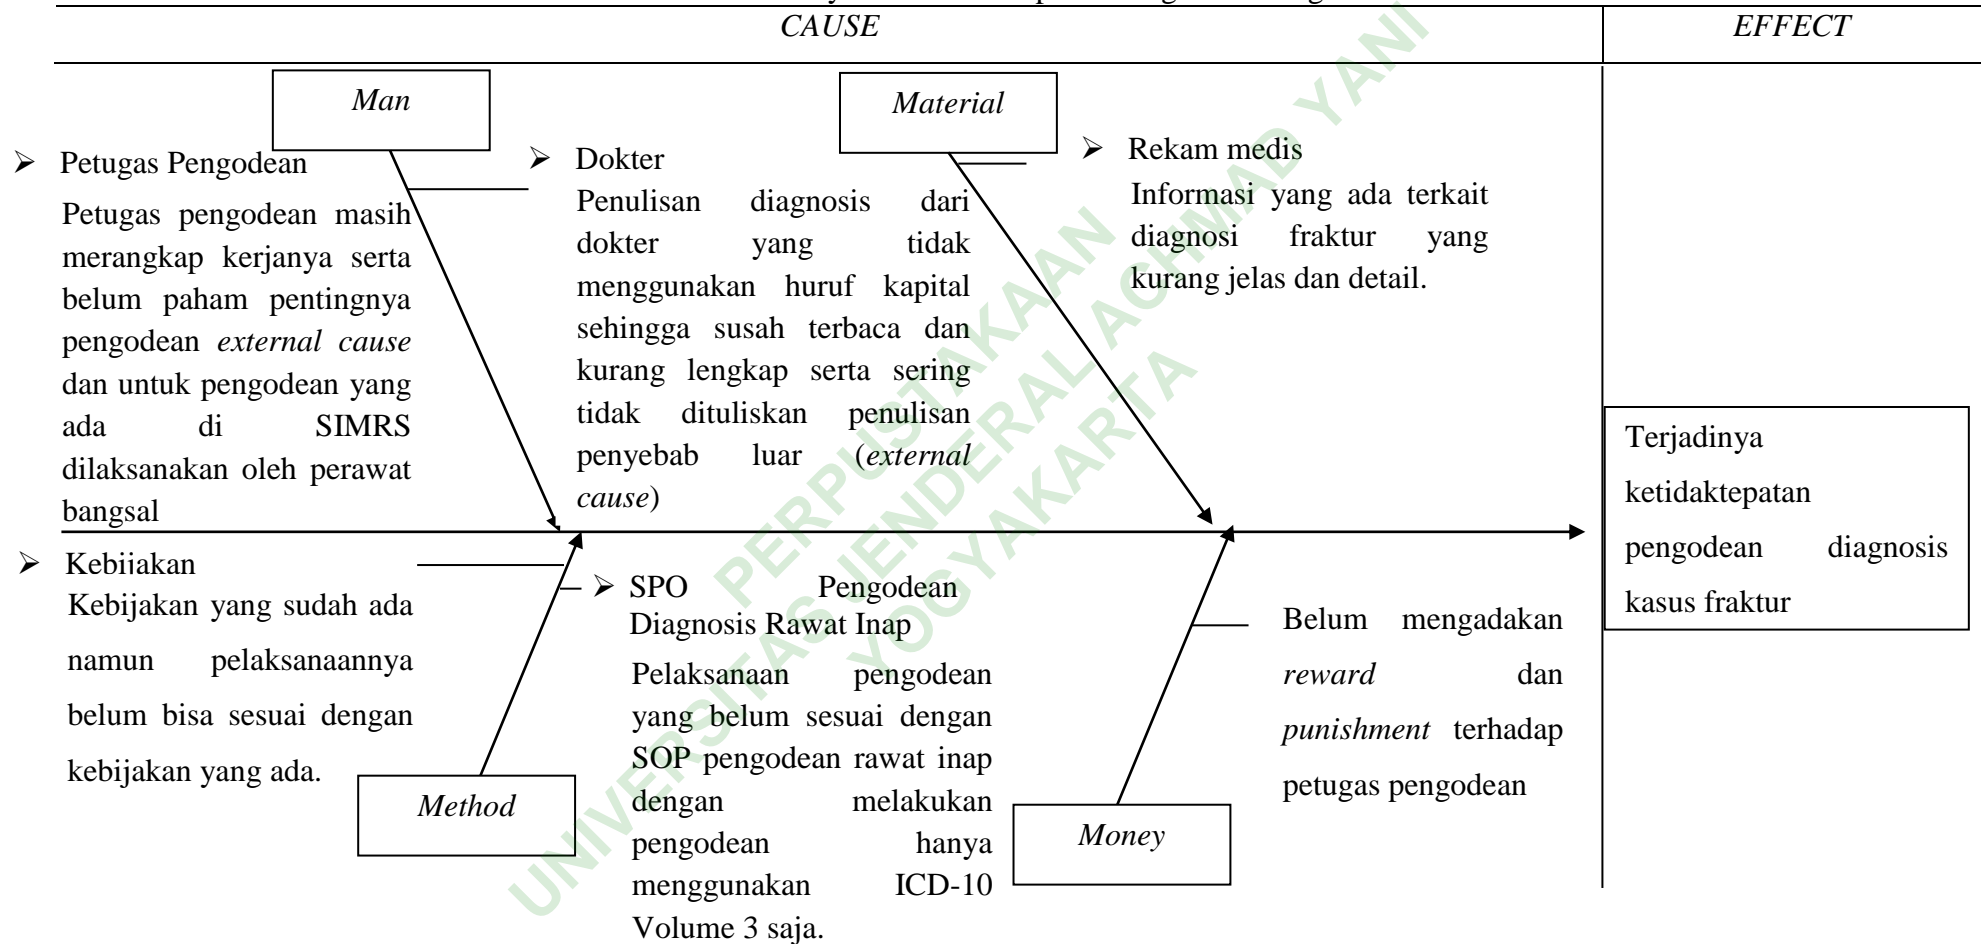 CAUSE
EFFECT
Man
Petugas Pengodean
Petugas pengodean masih
merangkap kerjanya serta
belum paham pentingnya
pengodean external cause
dan untuk pengodean yang
ada di SIMRS
dilaksanakan oleh perawat
bangsal
Dokter
Penulisan diagnosis dari
dokter yang tidak
menggunakan huruf kapital
sehingga susah terbaca dan
kurang lengkap serta sering
tidak dituliskan penulisan
penyebab luar (external
cause)
Material
Rekam medis
Informasi yang ada terkait
diagnosi fraktur yang
kurang jelas dan detail.
Kebijakan
Kebijakan yang sudah ada
namun pelaksanaannya
belum bisa sesuai dengan
kebijakan yang ada.
Method
SPO Pengodean
Diagnosis Rawat Inap
Pelaksanaan pengodean
yang belum sesuai dengan
SOP pengodean rawat inap
dengan melakukan
pengodean hanya
menggunakan ICD-10
Volume 3 saja.
Money
Belum mengadakan
reward dan
punishment terhadap
petugas pengodean
Terjadinya
ketidaktepatan
pengodean diagnosis
kasus fraktur
PERPUSTAKAAN
UNIVERSITAS JENDERAL ACHMAD YANI
YOGYAKARTA